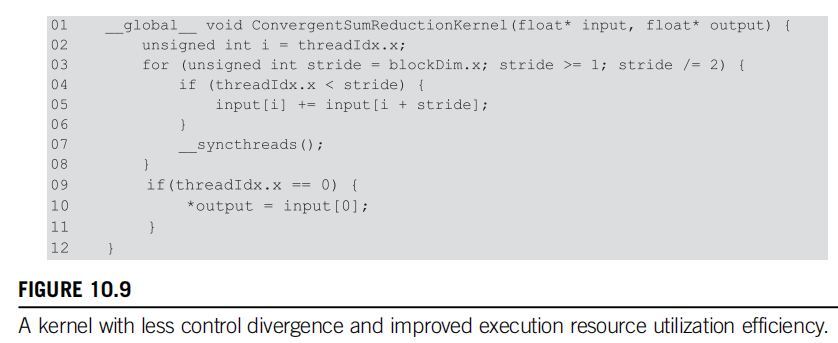 01 __global__ void ConvergentSumReductionKernel(float* input, float* output) {
02 unsigned int i = threadIdx.x;
03 for (unsigned int stride = blockDim.x; stride >= 1; stride /= 2) {
04 if (threadIdx.x < stride) {
05 input[i] += input[i + stride];
06 }
07 __syncthreads();
08 }
09 if(threadIdx.x == 0) {
10 *output = input[0];
11 }
12 }
FIGURE 10.9
A kernel with less control divergence and improved execution resource utilization efficiency.